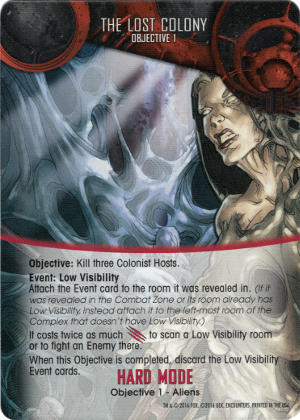 THE LOST COLONY
OBJECTIVE 1
Objective: Kill three Colonist Hosts.
Event: Low Visibility
Attach the Event card to the room it was revealed in. (If it
was revealed in the Combat Zone or its room already has
Low Visibility, instead attach it to the left-most room of the
Complex that doesn't have Low Visibility.)
It costs twice as much to scan a Low Visibility room
or to fight an Enemy there.
When this Objective is completed, discard the Low Visibility
Event cards.
HARD MODE
Objective 1 - Aliens
TM & © 2016 FOX. ©2016 UDC. ENCOUNTERS. PRINTED IN THE USA